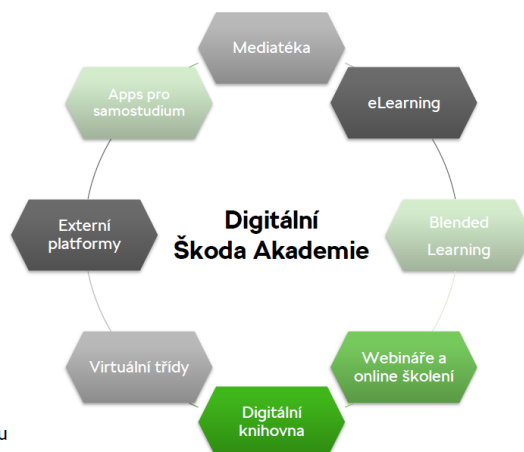 Mediatéka
eLearning
Blended
Learning
Webináře a
online školení
Digitální
knihovna
Virtuální třídy
Externí
platformy
Apps pro
samostudium
Digitální
Škoda Akademie
u